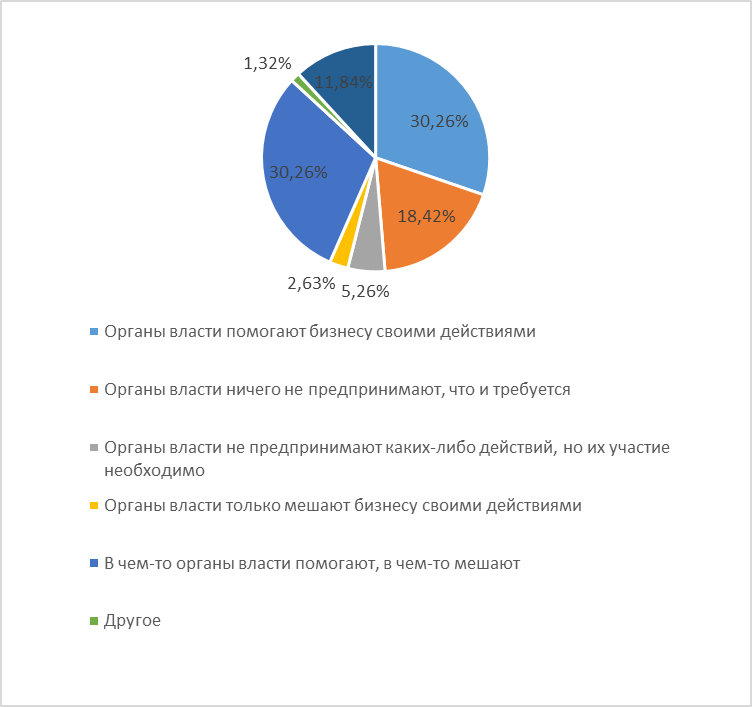 1,32%
11,84%
30,26%
30,26%
18,42%
2,63%
5,26%
Органы власти помогают бизнесу своими действиями
Органы власти ничего не предпринимают, что и требуется
Органы власти не предпринимают каких-либо действий, но их участие
необходимо
Органы власти только мешают бизнесу своими действиями
В чем-то органы власти помогают, в чем-то мешают
Другое